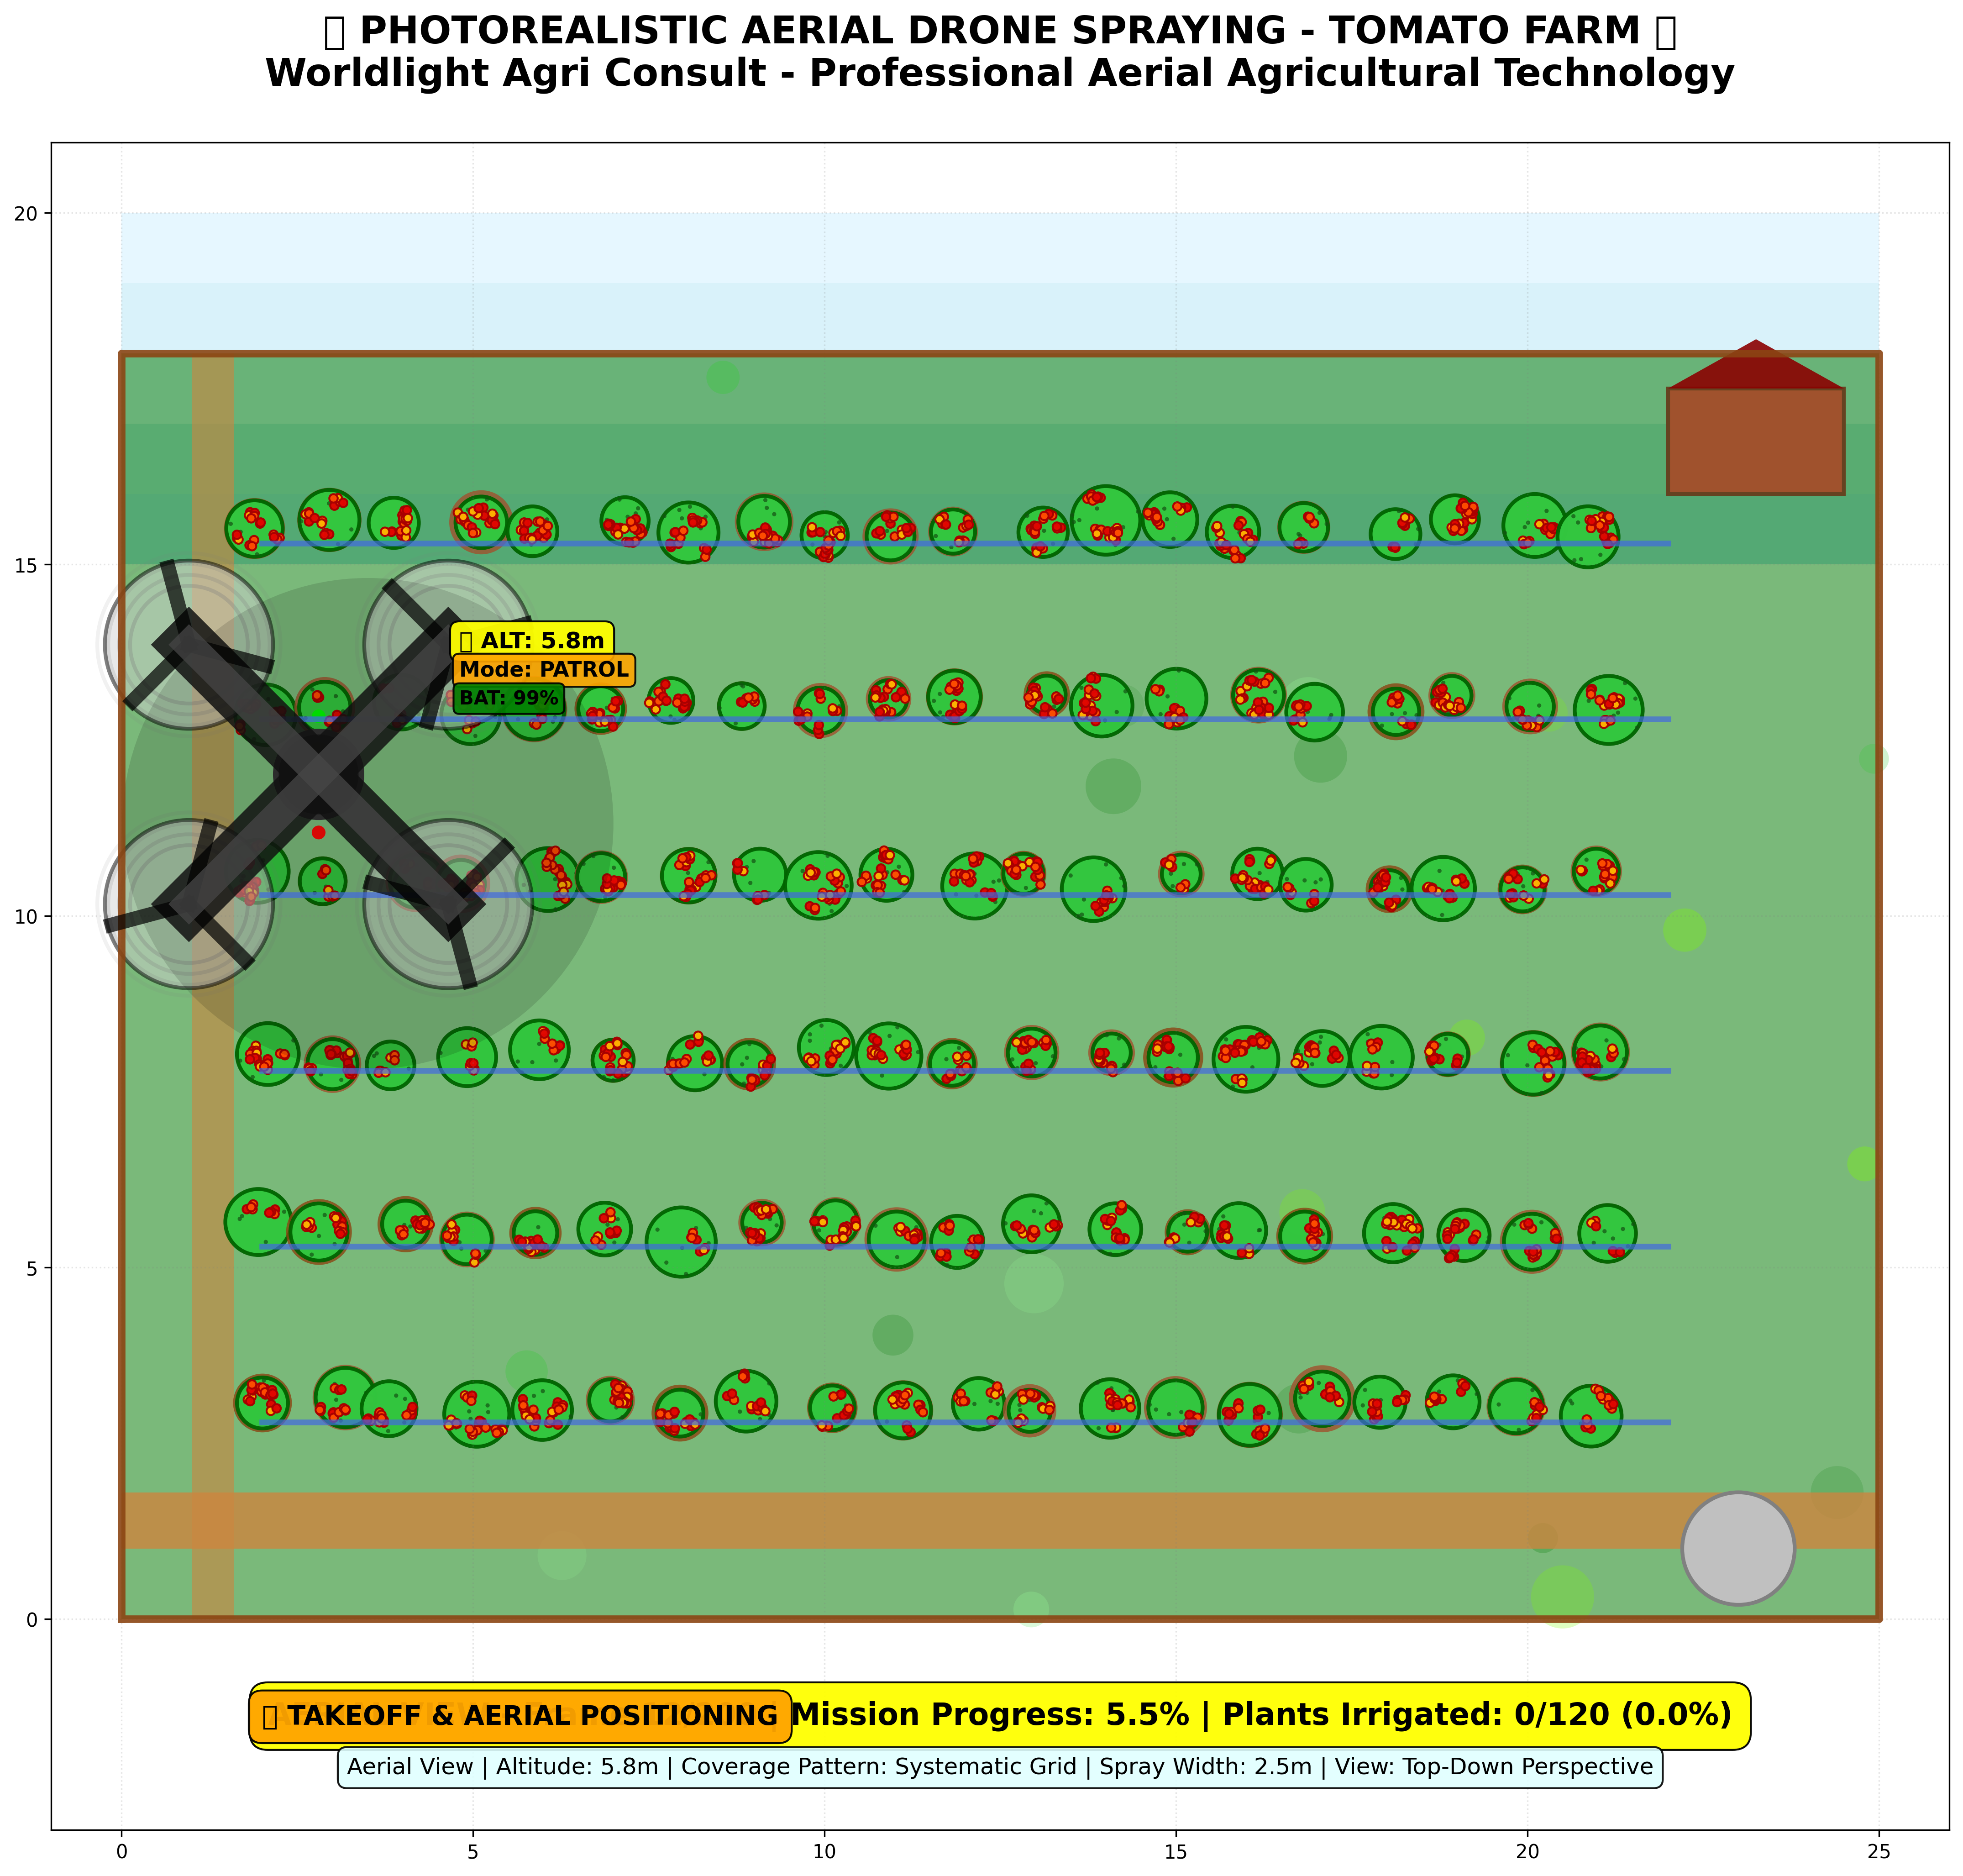 ▯ PHOTOREALISTIC AERIAL DRONE SPRAYING - TOMATO FARM ▯
Worldlight Agri Consult - Professional Aerial Agricultural Technology
20
15
10
5
0
▯ ALT: 5.8m
Mode: PATROL
BAT: 99%
▯ TAKEOFF & AERIAL POSITIONING
Mission Progress: 5.5% | Plants Irrigated: 0/120 (0.0%)
Aerial View | Altitude: 5.8m | Coverage Pattern: Systematic Grid | Spray Width: 2.5m | View: Top-Down Perspective
0 5 10 15 20 25